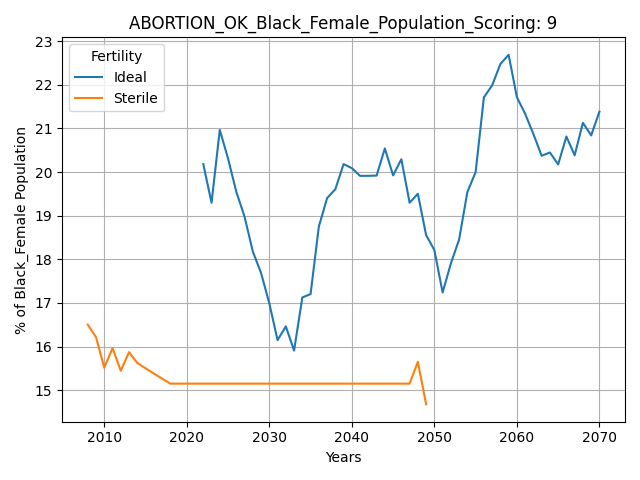 ABORTION_OK_Black_Female_Population_Scoring: 9
Fertility
Ideal
Sterile
% of Black_Female Population
23
22
21
20
19
18
17
16
15
2010 2020 2030 2040 2050 2060 2070
Years